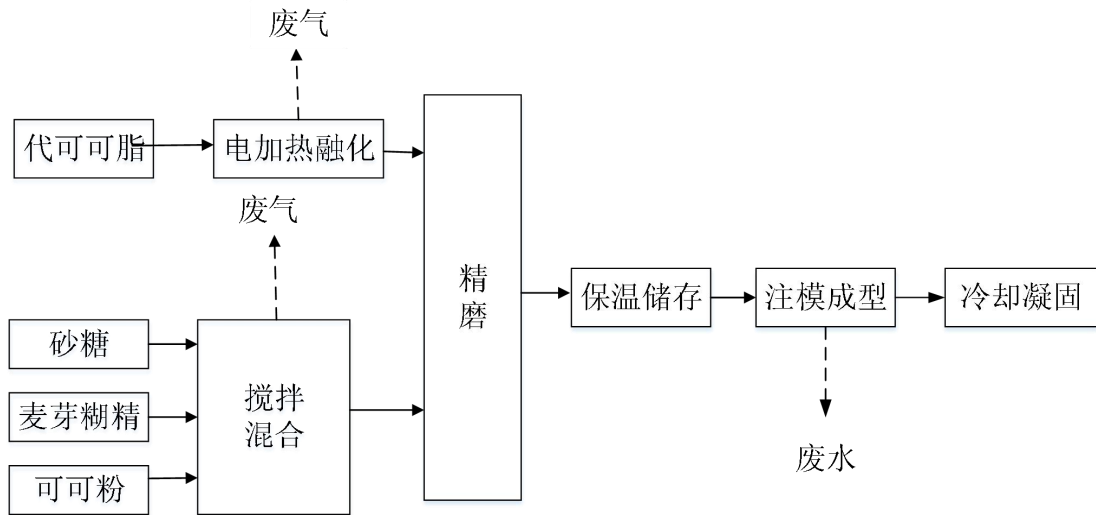 废气
代可可脂
电加热融化
废气
精
磨
保温储存
注模成型
冷却凝固
砂糖
搅拌
混合
麦芽糊精
可可粉
废水